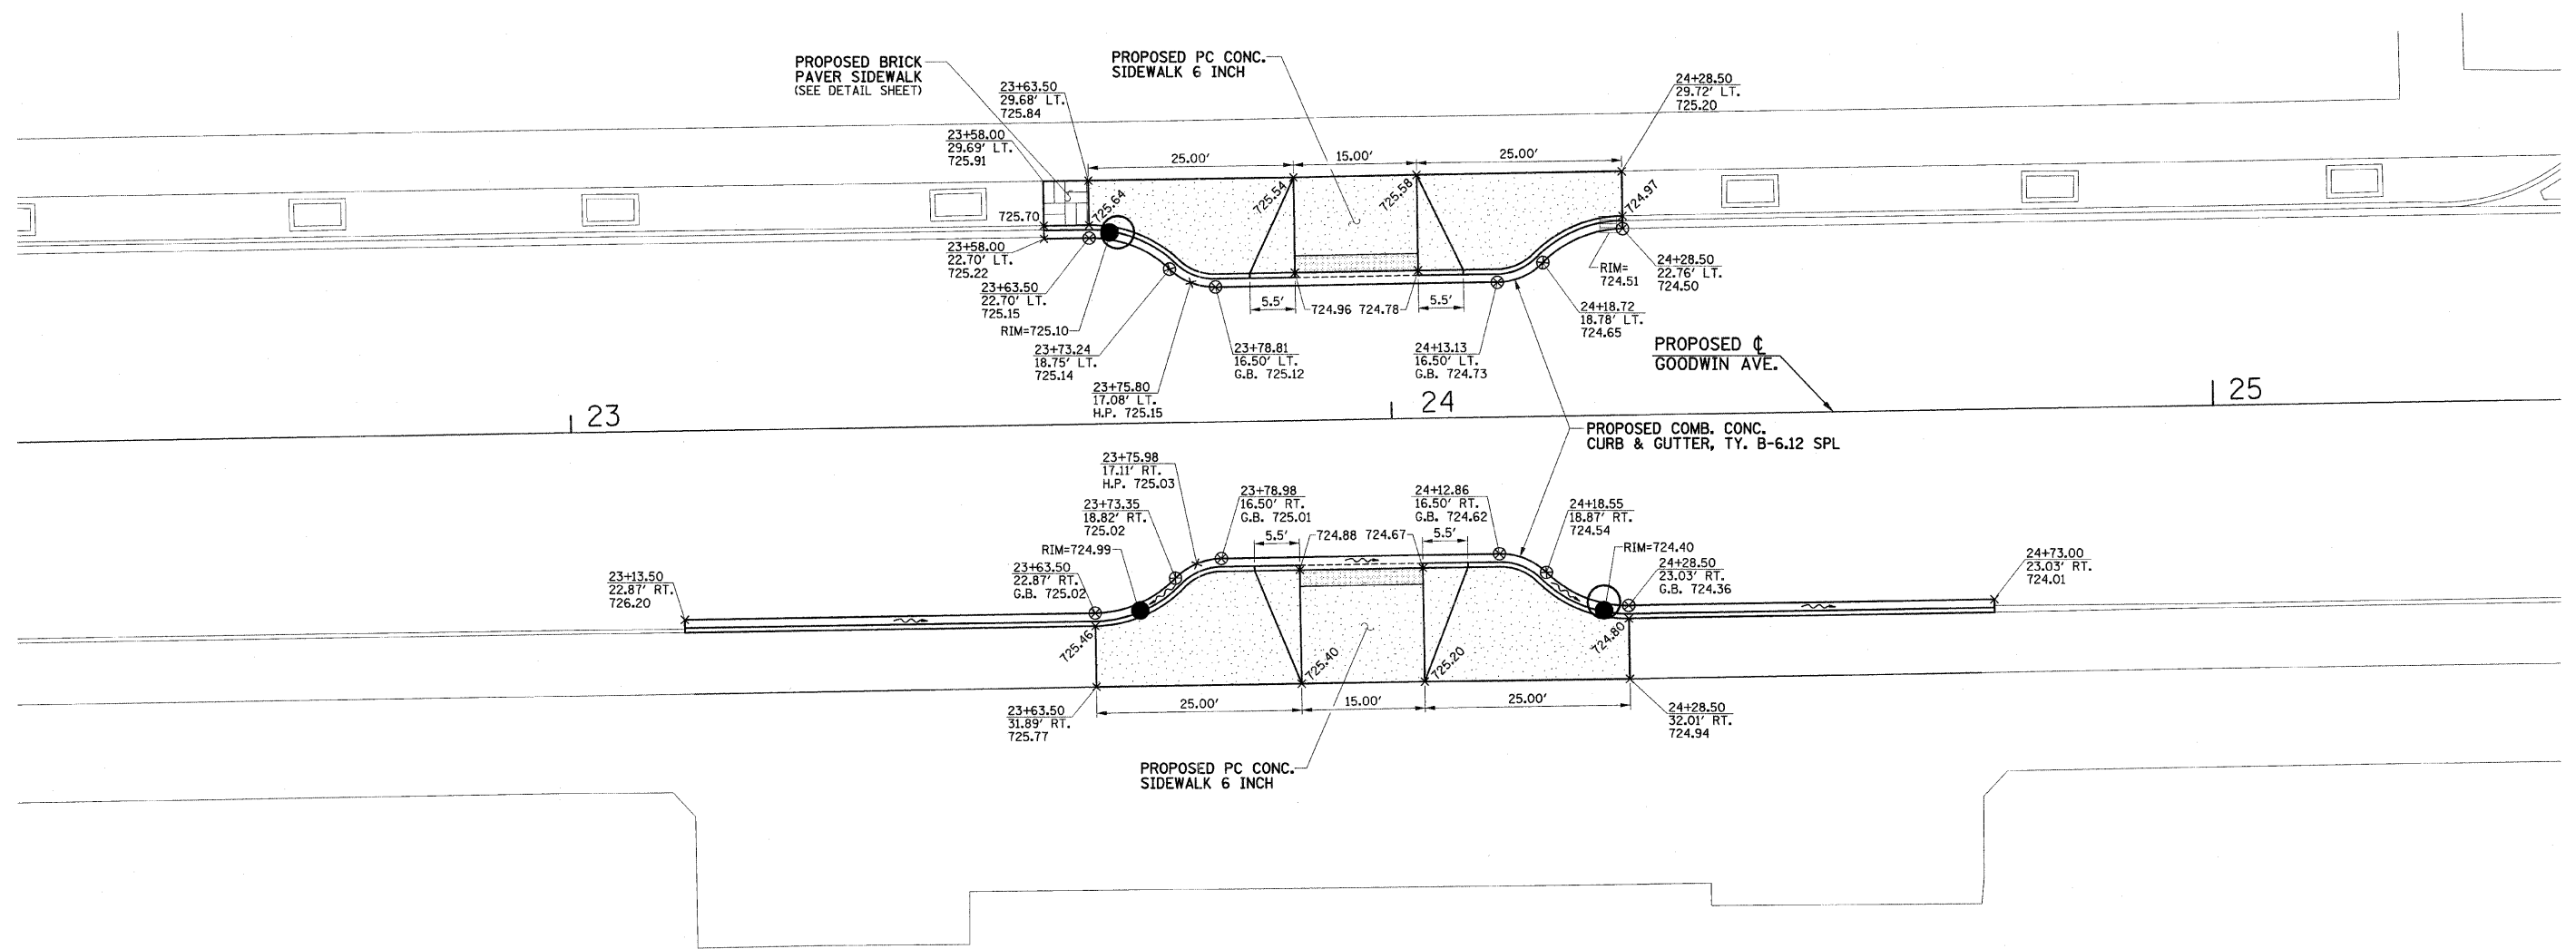 PROPOSED BRICK
PAVER SIDEWALK
(SEE DETAIL SHEET)
PROPOSED PC CONC.
SIDEWALK 6 INCH
23+63.50
29.68' LT.
725.84
24+28.50
29.72' LT.
725.20
23+58.00
29.69' LT.
725.91
25.00'
15.00'
25.00'
725.70
725.64
725.54
725.58
724.97
23+58.00
22.70' LT.
725.22
23+63.50
22.70' LT.
725.15
RIM=725.10
23+73.24
18.75' LT.
725.14
23+75.80
17.08' LT.
H.P. 725.15
5.5'
724.96 724.78
5.5'
23+78.81
16.50' LT.
G.B. 725.12
24+13.13
16.50' LT.
G.B. 724.73
RIM=
724.51
24+28.50
22.76' LT.
724.50
24+18.72
18.78' LT.
724.65
PROPOSED ℄
GOODWIN AVE.
23
24
25
PROPOSED COMB. CONC.
CURB & GUTTER, TY. B-6.12 SPL
23+75.98
17.11' RT.
H.P. 725.03
23+73.35
18.82' RT.
725.02
RIM=724.99
23+63.50
22.87' RT.
G.B. 725.02
23+13.50
22.87' RT.
726.20
23+78.98
16.50' RT.
G.B. 725.01
5.5'
724.88 724.67
5.5'
24+12.86
16.50' RT.
G.B. 724.62
24+18.55
18.87' RT.
724.54
RIM=724.40
24+28.50
23.03' RT.
G.B. 724.36
24+73.00
23.03' RT.
724.01
725.46
725.40
725.20
724.80
25.00'
15.00'
25.00'
23+63.50
31.89' RT.
725.77
24+28.50
32.01' RT.
724.94
PROPOSED PC CONC.
SIDEWALK 6 INCH